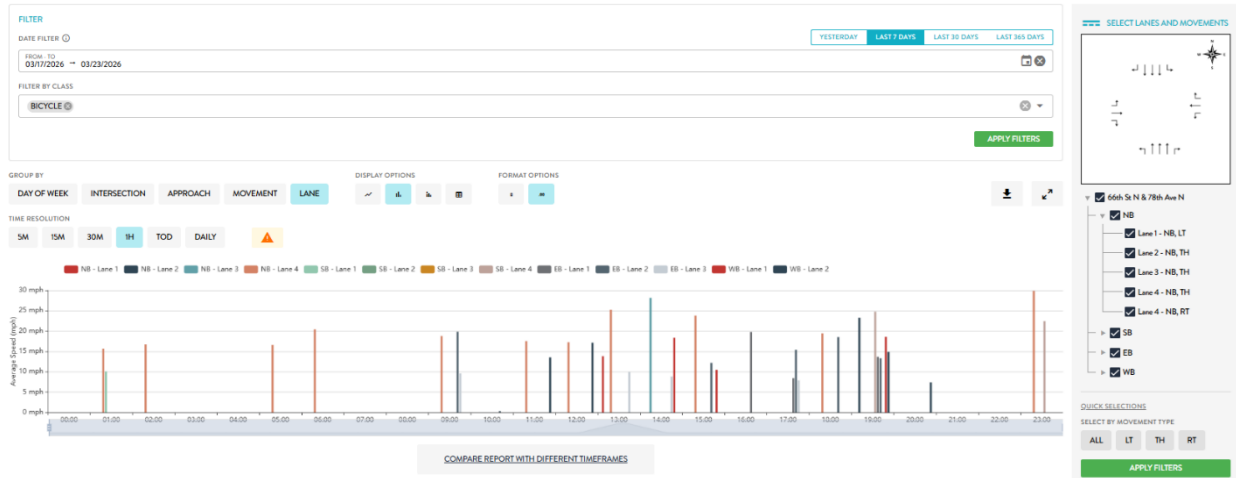 FILTER
DATE FILTER
YESTERDAY LAST 7 DAYS LAST 30 DAYS LAST 365 DAYS
FROM - TO
03/17/2026 → 03/23/2026
FILTER BY CLASS
BICYCLE
APPLY FILTERS
GROUP BY
DAY OF WEEK INTERSECTION APPROACH MOVEMENT LANE
DISPLAY OPTIONS
FORMAT OPTIONS
TIME RESOLUTION
5M 15M 30M 1H TOD DAILY
NB - Lane 1 NB - Lane 2 NB - Lane 3 NB - Lane 4 SB - Lane 1 SB - Lane 2 SB - Lane 3 SB - Lane 4 EB - Lane 1 EB - Lane 2 EB - Lane 3 WB - Lane 1 WB - Lane 2
Average Speed (mph)
30 mph
25 mph
20 mph
15 mph
10 mph
5 mph
0 mph
00:00 01:00 02:00 03:00 04:00 05:00 06:00 07:00 08:00 09:00 10:00 11:00 12:00 13:00 14:00 15:00 16:00 17:00 18:00 19:00 20:00 21:00 22:00 23:00
COMPARE REPORT WITH DIFFERENT TIMEFRAMES
SELECT LANES AND MOVEMENTS
N
66th St N & 78th Ave N
NB
Lane 1 - NB, LT
Lane 2 - NB, TH
Lane 3 - NB, TH
Lane 4 - NB, TH
Lane 4 - NB, RT
SB
EB
WB
QUICK SELECTIONS
SELECT BY MOVEMENT TYPE
ALL LT TH RT
APPLY FILTERS